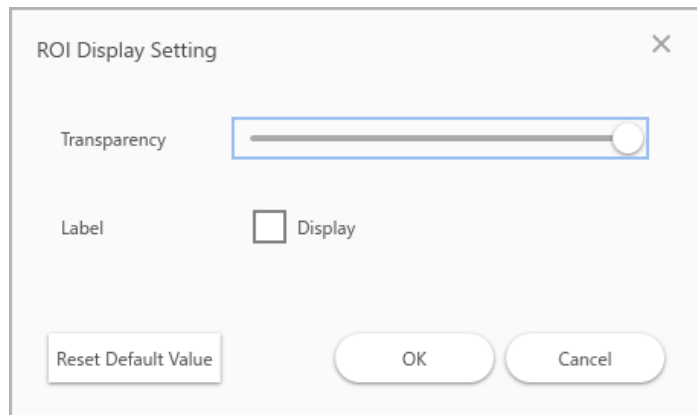 ROI Display Setting
Transparency
Label
Display
Reset Default Value
OK
Cancel